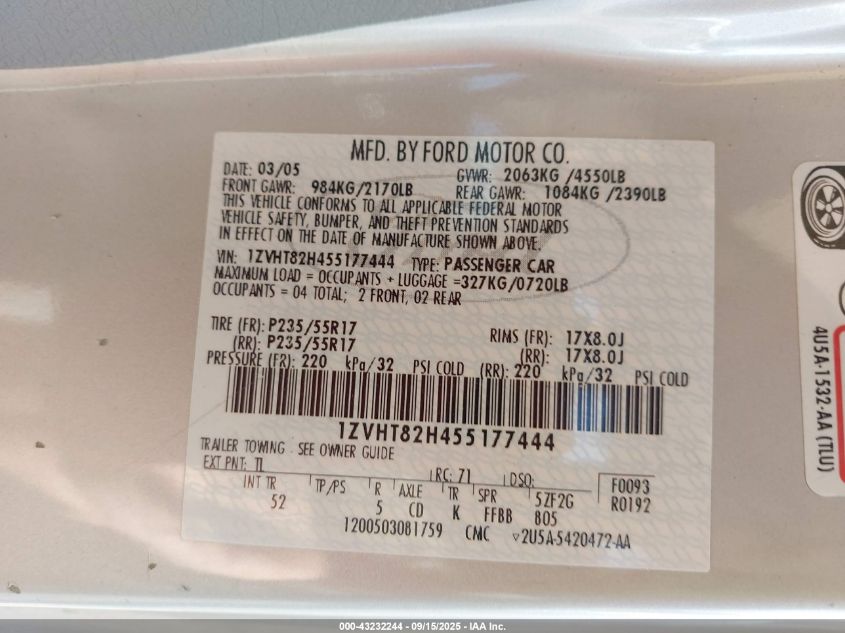 MFD. BY FORD MOTOR CO.
DATE: 03/05 GVWR: 2063KG /4550LB
FRONT GAWR: 984KG/2170LB REAR GAWR: 1084KG /2390LB
THIS VEHICLE CONFORMS TO ALL APPLICABLE FEDERAL MOTOR
VEHICLE SAFETY, BUMPER, AND THEFT PREVENTION STANDARDS
IN EFFECT ON THE DATE OF MANUFACTURE SHOWN ABOVE.
VIN: 1ZVHT82H455177444 TYPE: PASSENGER CAR
MAXIMUM LOAD = OCCUPANTS + LUGGAGE =327KG/0720LB
OCCUPANTS = 04 TOTAL; 2 FRONT, 02 REAR
TIRE (FR): P235/55R17 RIMS (FR): 17X8.0J
(RR): P235/55R17 (RR): 17X8.0J
PRESSURE (FR): 220 kPa/32 PSI COLD (RR): 220 kPa/32 PSI COLD
1ZVHT82H455177444
TRAILER TOWING - SEE OWNER GUIDE
EXT PNT: TL RC: 71 DSO: F0093
INT TR TP/PS R AXLE TR SPR 5ZF2G R0192
52 5 CD K FFBB B05
1200503081759 CMC ▽2U5A-5420472-AA
4U5A-1532-AA (TLU)
000-43232244 - 09/15/2025 - IAA Inc.